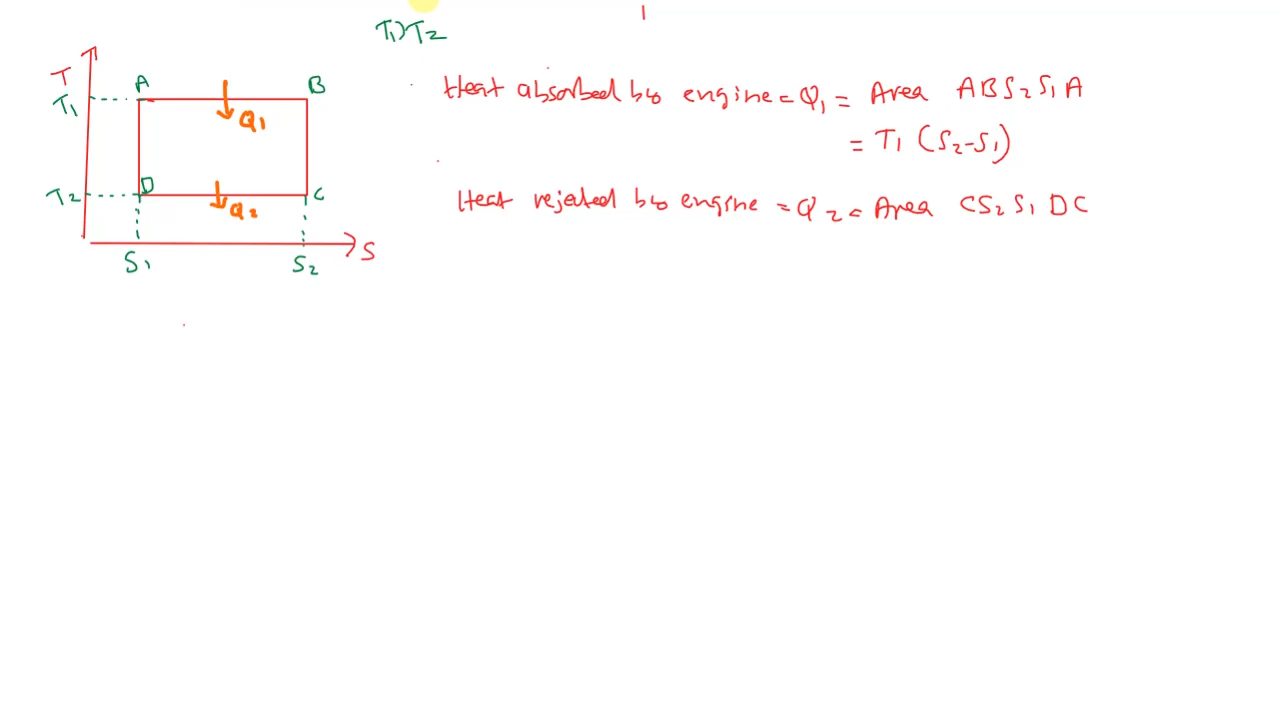 T₁>T₂
T
A
B
T₁
Q₁
Heat absorbed by engine = Q₁ = Area ABS₂S₁A
= T₁ (S₂-S₁)
T₂
D
C
Q₂
Heat rejected by engine = Q₂ = Area CS₂S₁DC
S
S₁
S₂